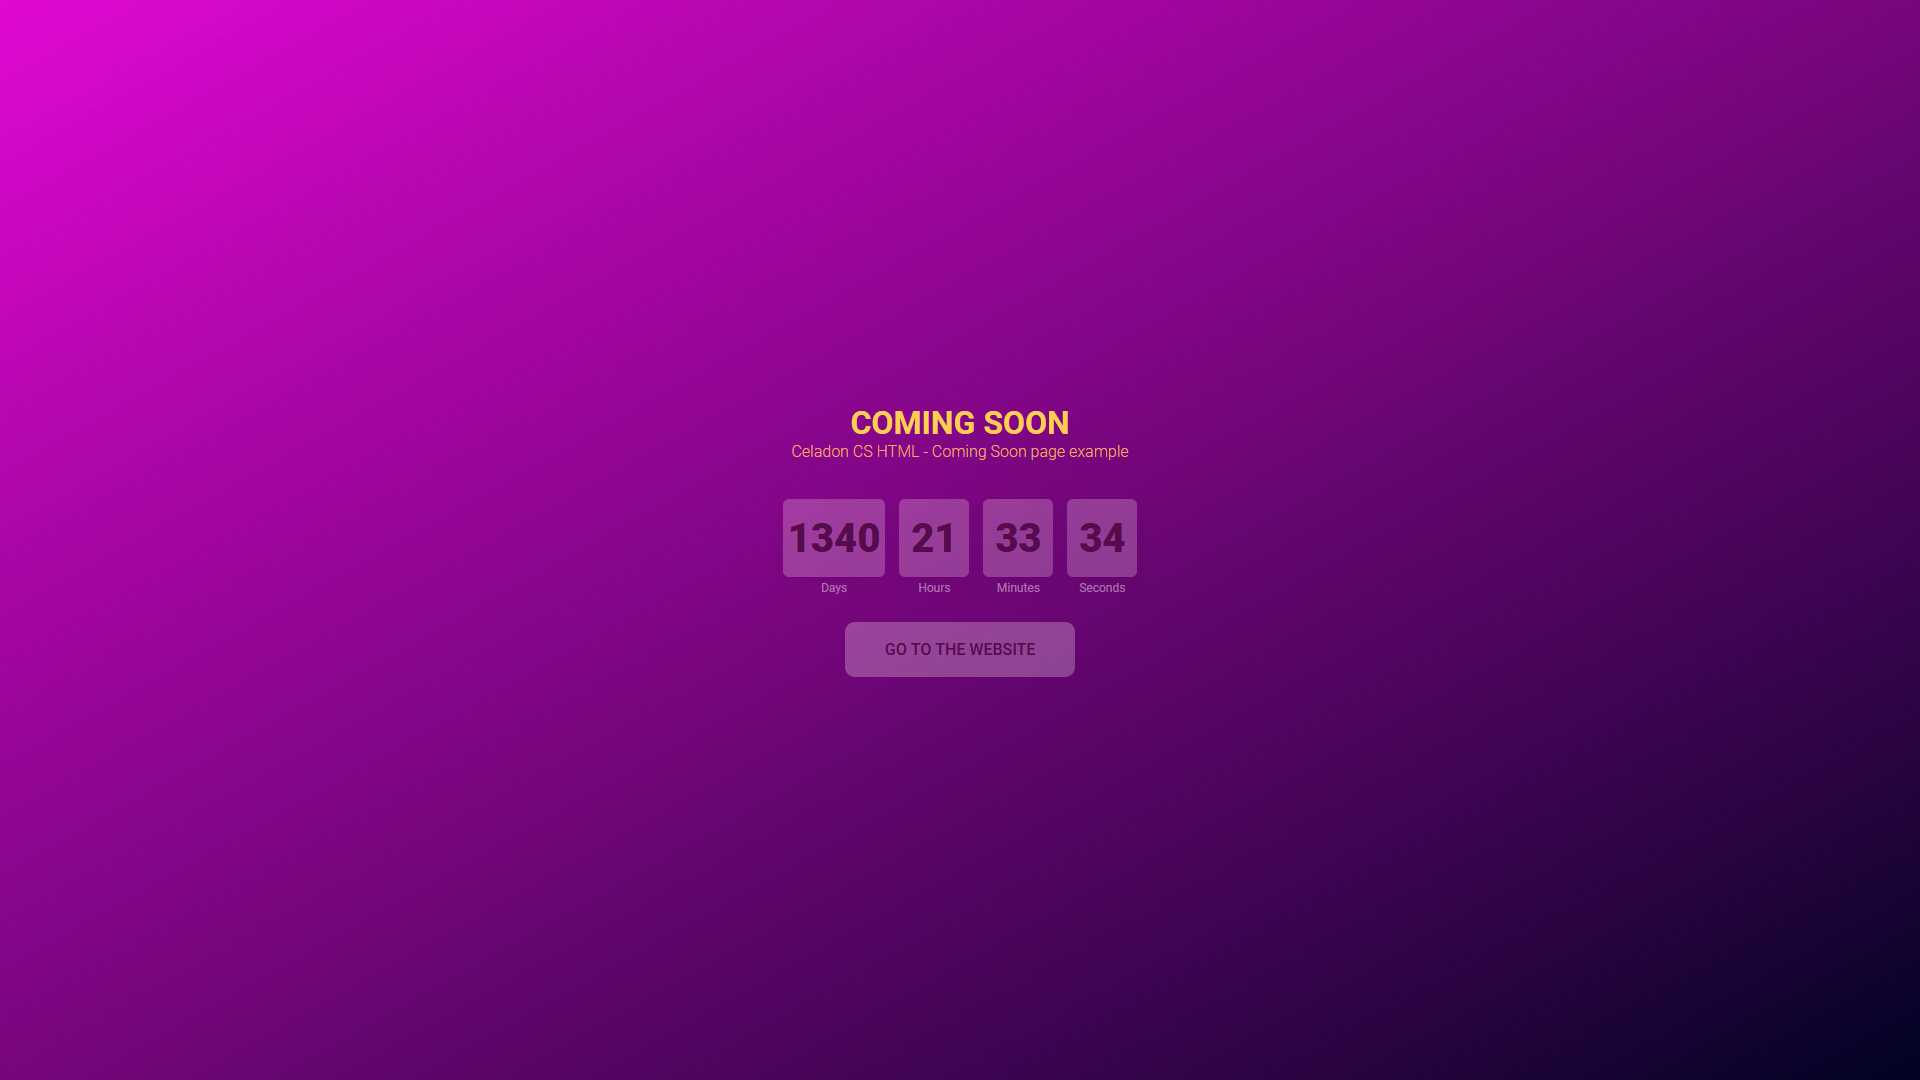 COMING SOON
Celadon CS HTML - Coming Soon page example
1340 21 33 34
Days Hours Minutes Seconds
GO TO THE WEBSITE